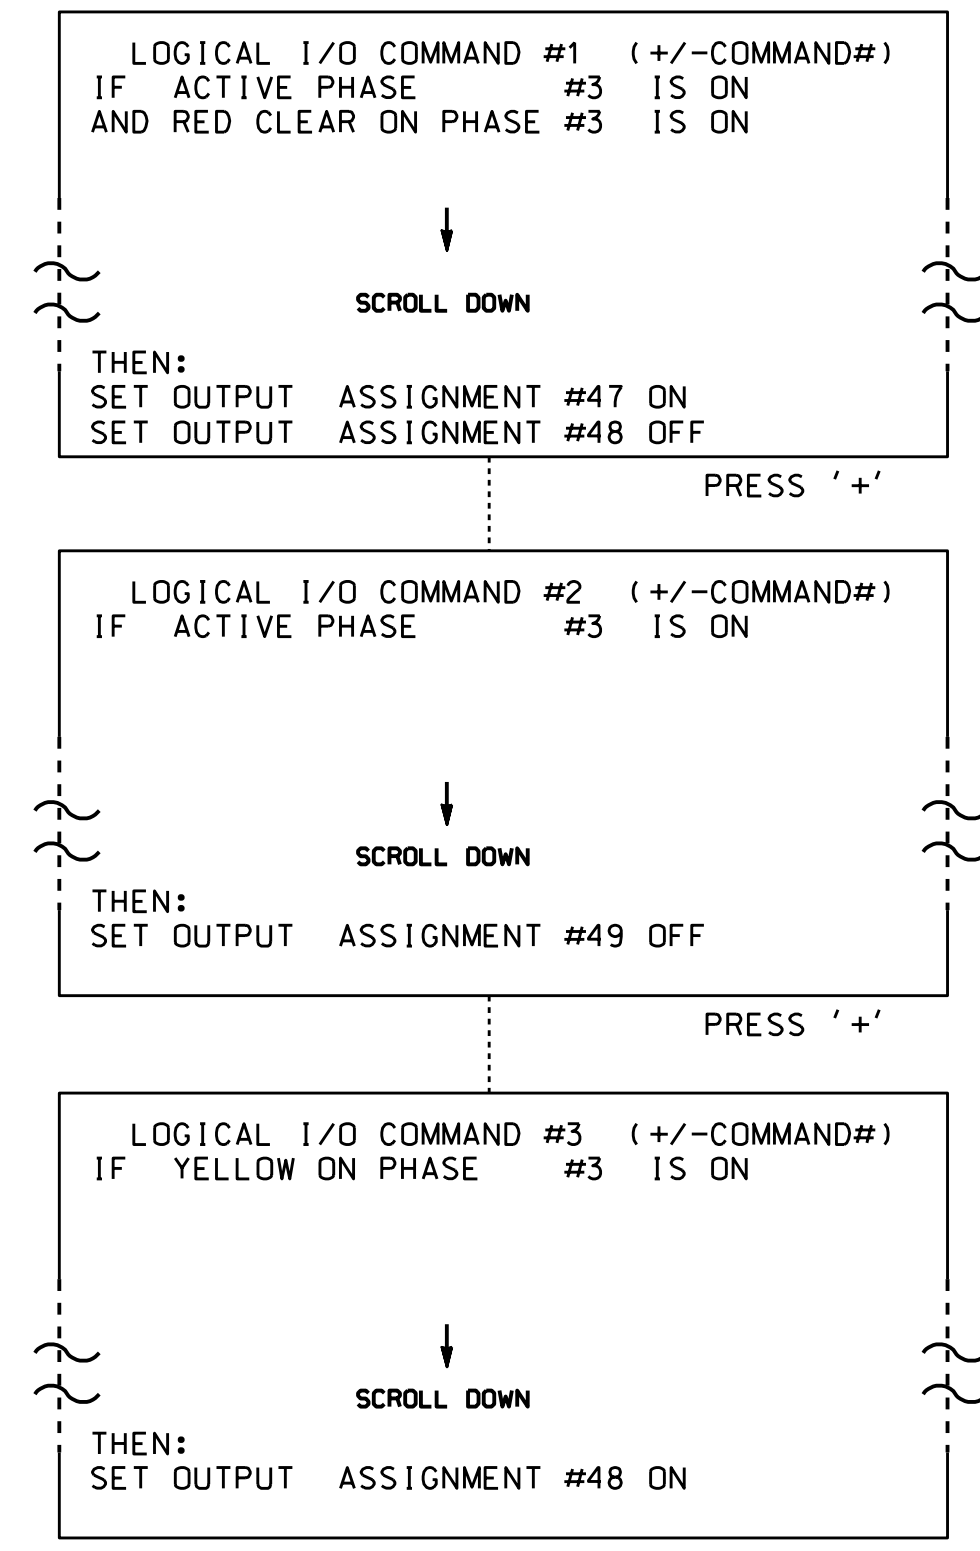 LOGICAL I/O COMMAND #1 (+/-COMMAND#)
IF ACTIVE PHASE #3 IS ON
AND RED CLEAR ON PHASE #3 IS ON
SCROLL DOWN
THEN:
SET OUTPUT ASSIGNMENT #47 ON
SET OUTPUT ASSIGNMENT #48 OFF
PRESS '+'
LOGICAL I/O COMMAND #2 (+/-COMMAND#)
IF ACTIVE PHASE #3 IS ON
SCROLL DOWN
THEN:
SET OUTPUT ASSIGNMENT #49 OFF
PRESS '+'
LOGICAL I/O COMMAND #3 (+/-COMMAND#)
IF YELLOW ON PHASE #3 IS ON
SCROLL DOWN
THEN:
SET OUTPUT ASSIGNMENT #48 ON